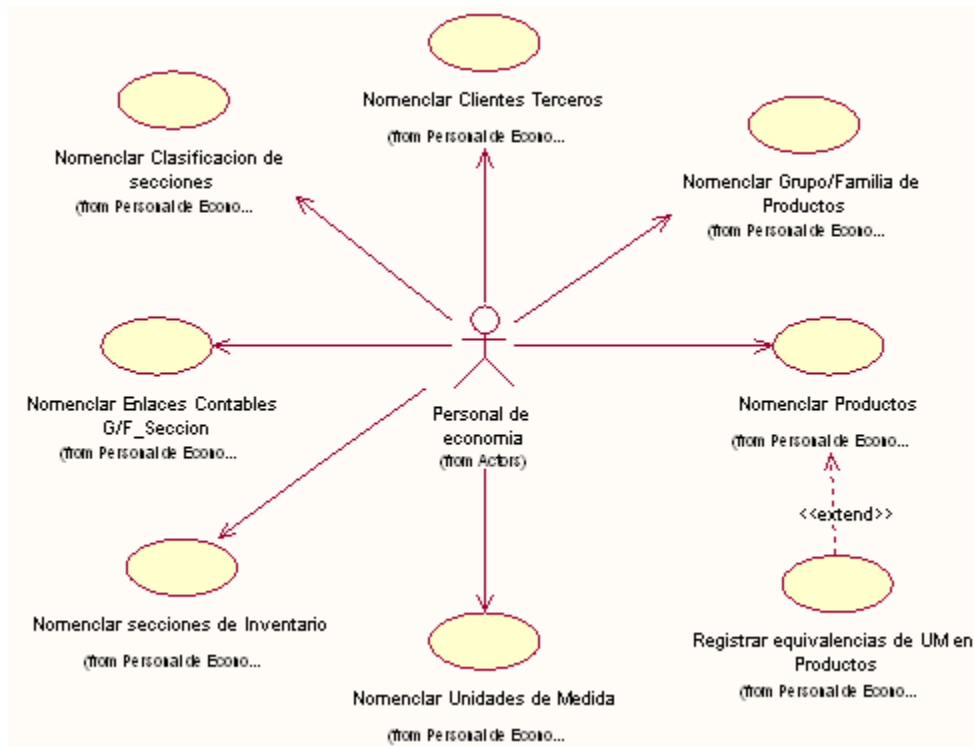 Nomenclar Clientes Terceros
(from Personal de Econo...
Nomenclar Clasificacion de
secciones
(from Personal de Econo...
Nomenclar Grupo/Familia de
Productos
(from Personal de Econo...
Nomenclar Enlaces Contables
G/F_Seccion
(from Personal de Econo...
Personal de
economia
(from Actors)
Nomenclar Productos
(from Personal de Econo...
<<extend>>
Nomenclar secciones de Inventario
(from Personal de Econo...
Nomenclar Unidades de Medida
(from Personal de Econo...
Registrar equivalencias de UM en
Productos
(from Personal de Econo...